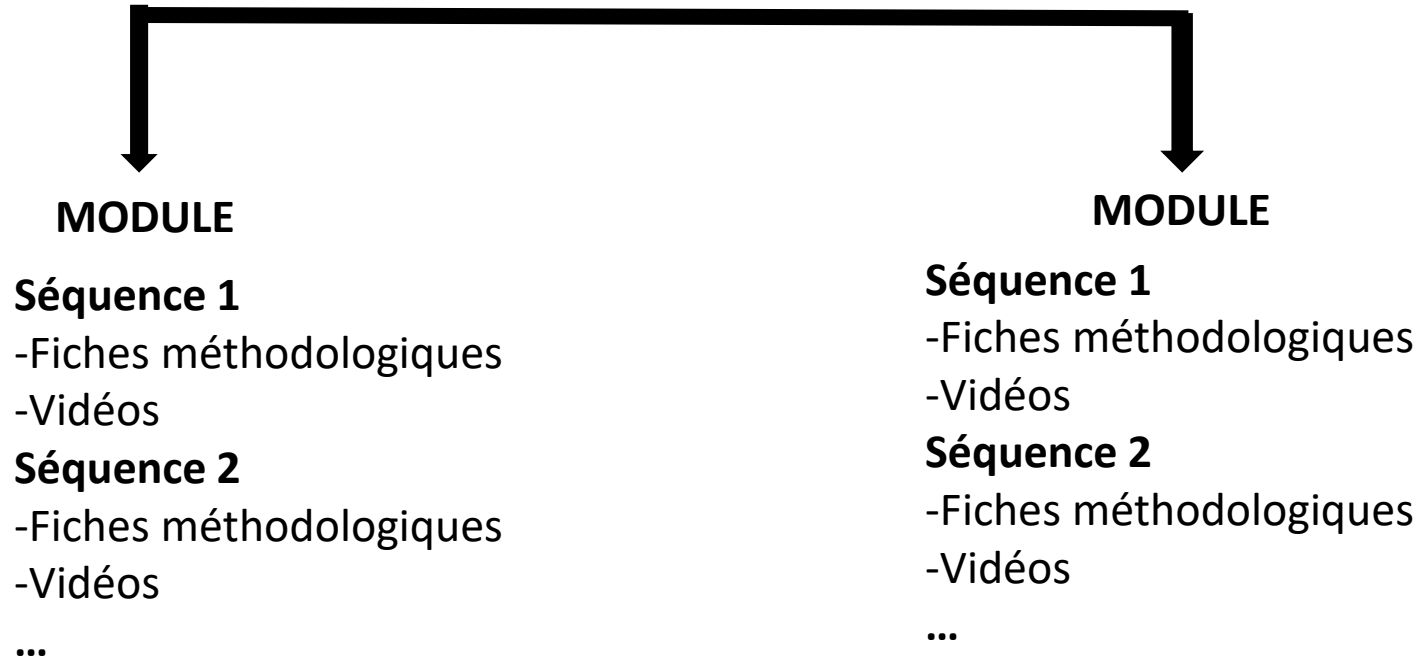 MODULE
Séquence 1
-Fiches méthodologiques
-Vidéos
Séquence 2
-Fiches méthodologiques
-Vidéos
...
MODULE
Séquence 1
-Fiches méthodologiques
-Vidéos
Séquence 2
-Fiches méthodologiques
-Vidéos
...